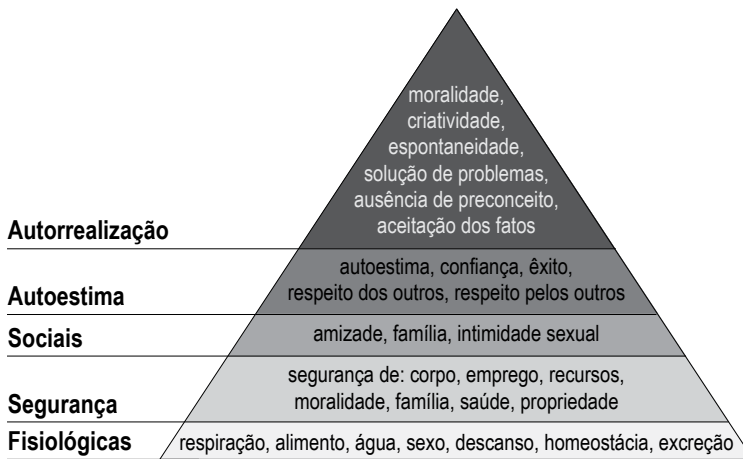 moralidade,
criatividade,
espontaneidade,
solução de problemas,
ausência de preconceito,
aceitação dos fatos
Autorrealização
autoestima, confiança, êxito,
respeito dos outros, respeito pelos outros
Autoestima
amizade, família, intimidade sexual
Sociais
segurança de: corpo, emprego, recursos,
moralidade, família, saúde, propriedade
Segurança
Fisiológicas
respiração, alimento, água, sexo, descanso, homeostácia, excreção